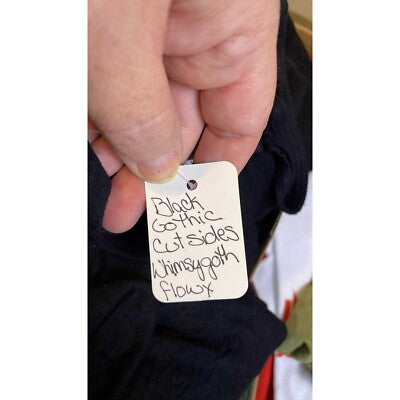 Black
Gothic
Cut sides
Whimsygoth
flowy